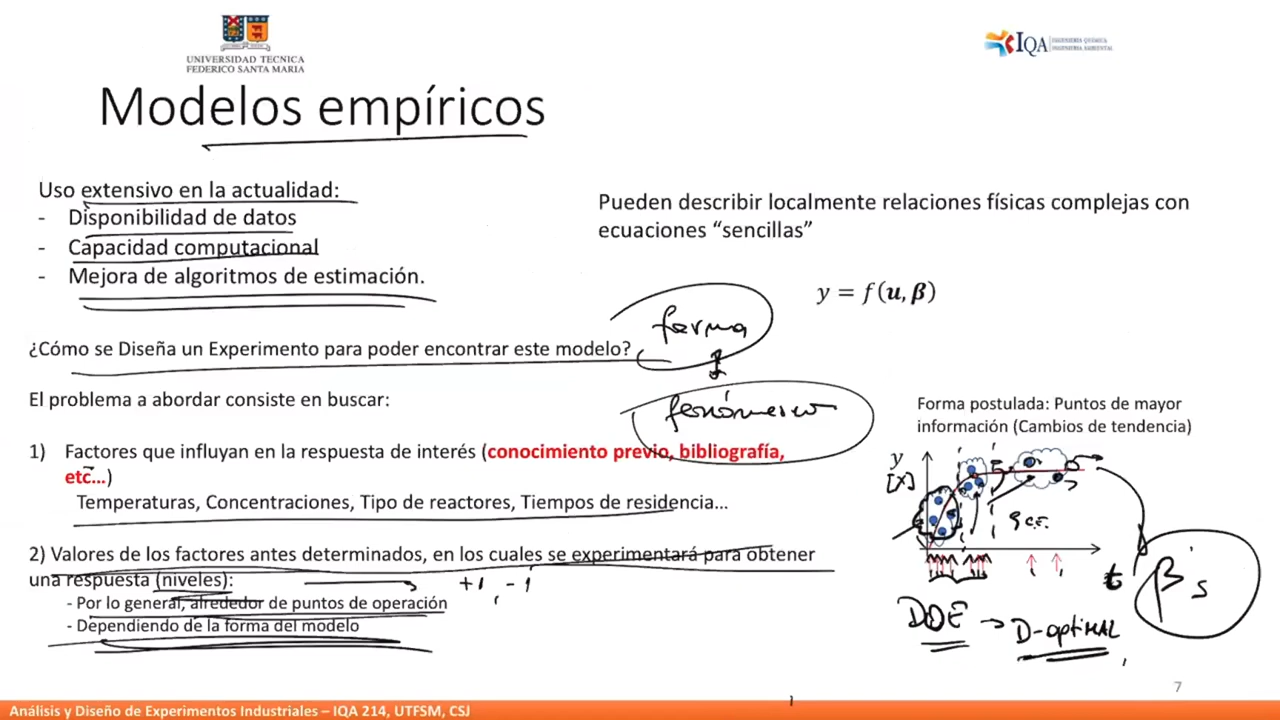 UNIVERSIDAD TECNICA
FEDERICO SANTA MARIA
IQA INGENIERÍA QUÍMICA
INGENIERÍA AMBIENTAL
Modelos empíricos
Uso extensivo en la actualidad:
- Disponibilidad de datos
- Capacidad computacional
- Mejora de algoritmos de estimación.
Pueden describir localmente relaciones físicas complejas con
ecuaciones “sencillas”
y = f(u, β)
forma
¿Cómo se Diseña un Experimento para poder encontrar este modelo?
fenómeno
El problema a abordar consiste en buscar:
1) Factores que influyan en la respuesta de interés (conocimiento previo, bibliografía,
etc…)
Temperaturas, Concentraciones, Tipo de reactores, Tiempos de residencia…
2) Valores de los factores antes determinados, en los cuales se experimentará para obtener
una respuesta (niveles):
+1, -1
- Por lo general, alrededor de puntos de operación
- Dependiendo de la forma del modelo
Forma postulada: Puntos de mayor
información (Cambios de tendencia)
y
[X]
t
βs
DOE → D-optimal
7
Análisis y Diseño de Experimentos Industriales – IQA 214, UTFSM, CSJ